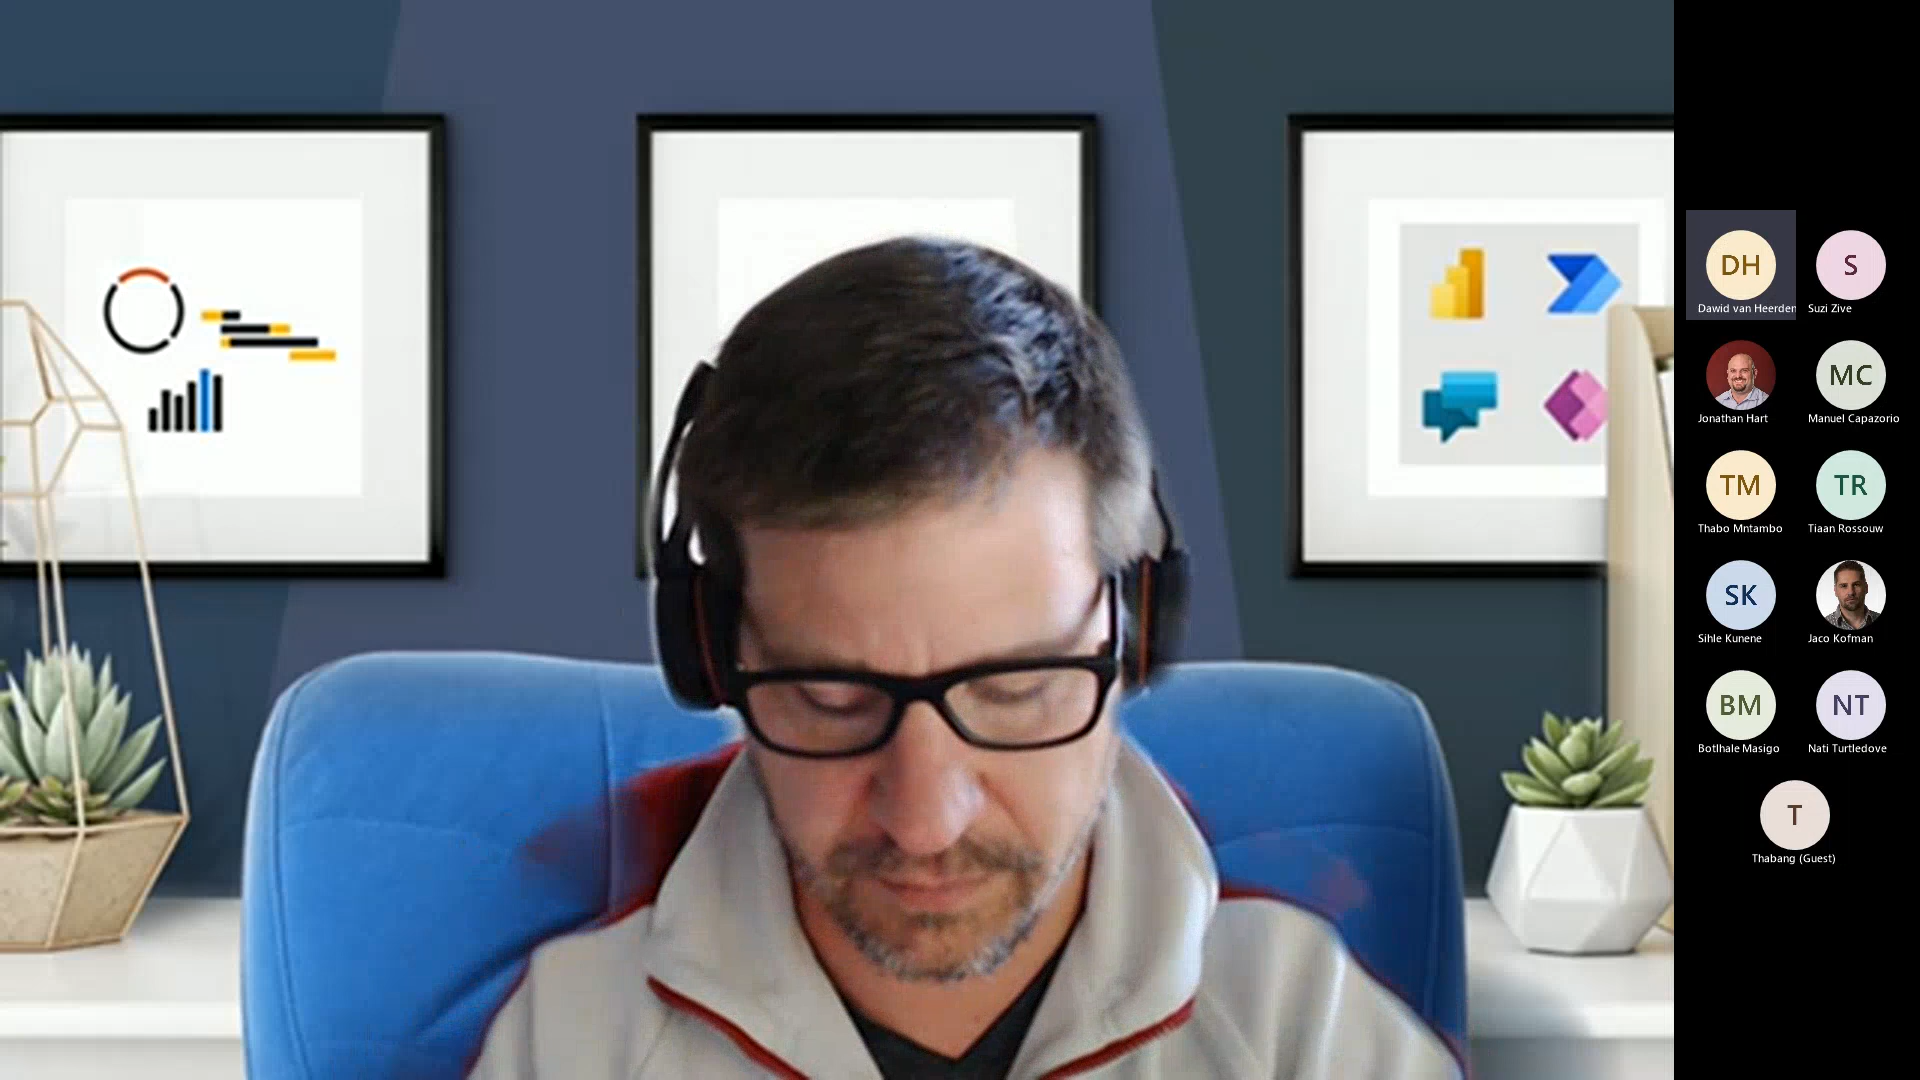 DH
S
Dawid van Heerden
Suzi Zive
MC
Jonathan Hart
Manuel Capazorio
TM
TR
Thabo Mntambo
Tiaan Rossouw
SK
Sihle Kunene
Jaco Kofman
BM
NT
Botlhale Masigo
Nati Turtledove
T
Thabang (Guest)